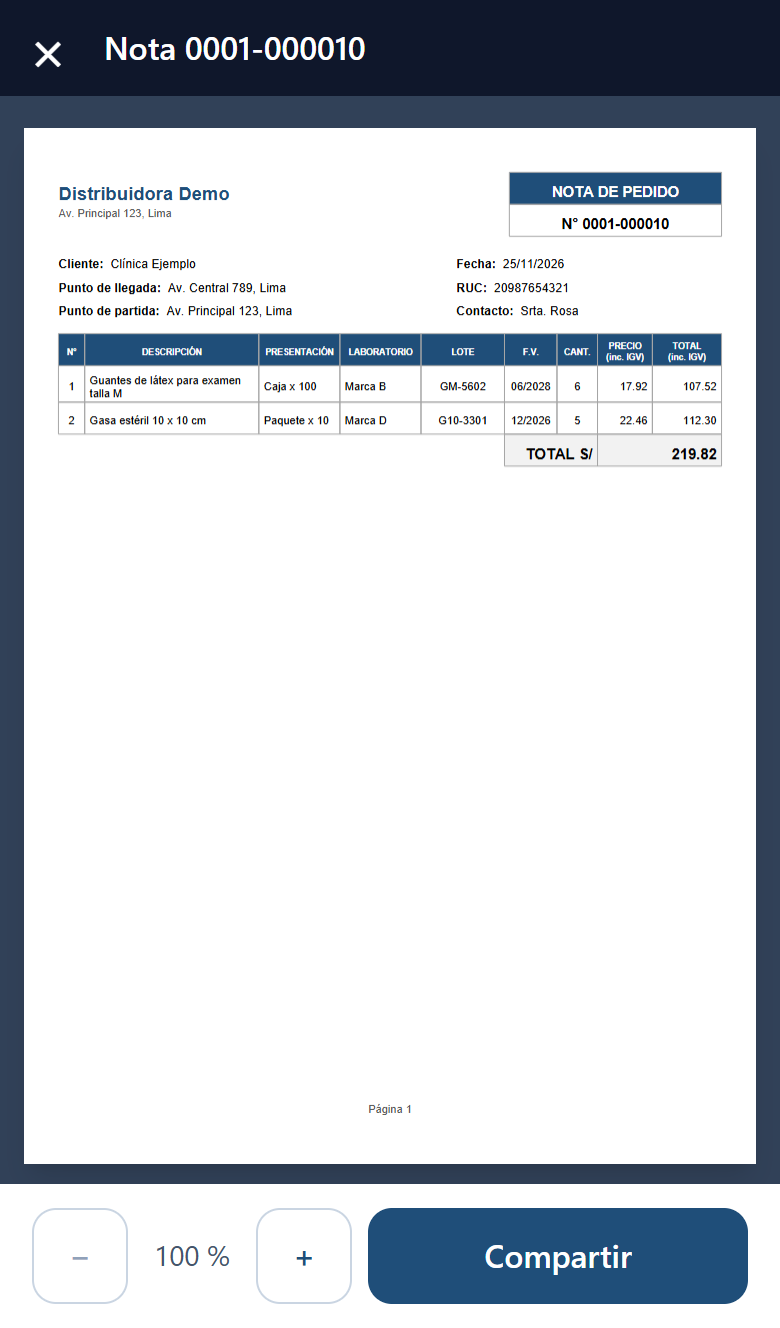 Nota 0001-000010
Distribuidora Demo
Av. Principal 123, Lima
NOTA DE PEDIDO
N° 0001-000010
Cliente: Clínica Ejemplo
Fecha: 25/11/2026
Punto de llegada: Av. Central 789, Lima
RUC: 20987654321
Punto de partida: Av. Principal 123, Lima
Contacto: Srta. Rosa
N° DESCRIPCIÓN PRESENTACIÓN LABORATORIO LOTE F.V. CANT. PRECIO (inc. IGV) TOTAL (inc. IGV)
1 Guantes de látex para examen talla M Caja x 100 Marca B GM-5602 06/2028 6 17.92 107.52
2 Gasa estéril 10 x 10 cm Paquete x 10 Marca D G10-3301 12/2026 5 22.46 112.30
TOTAL S/ 219.82
Página 1
− 100 % + Compartir